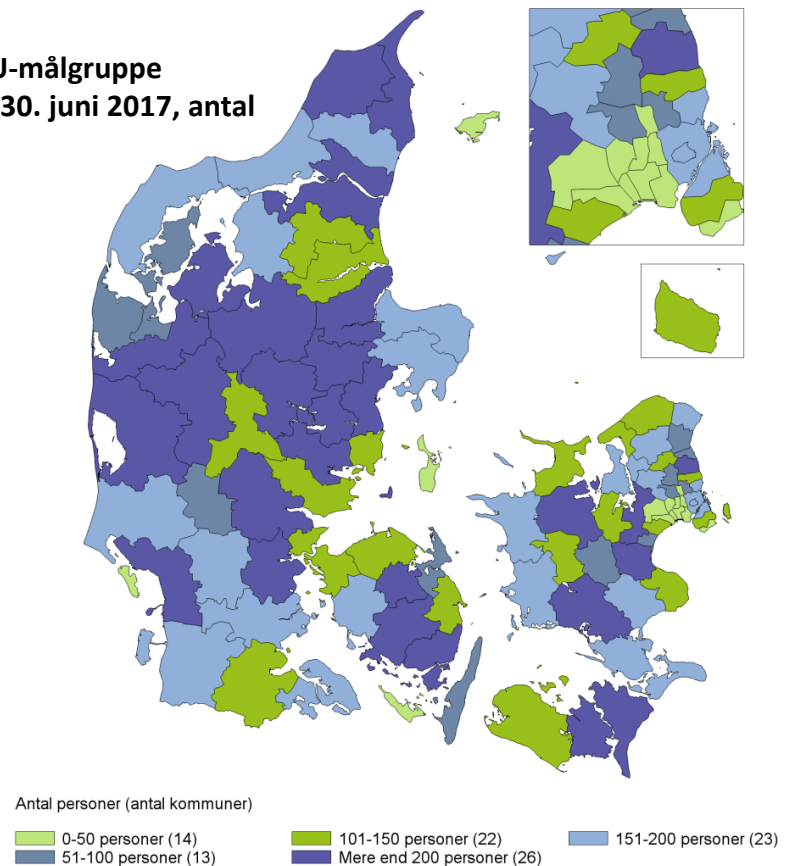 J-målgruppe
30. juni 2017, antal
Antal personer (antal kommuner)
0-50 personer (14)
101-150 personer (22)
151-200 personer (23)
51-100 personer (13)
Mere end 200 personer (26)